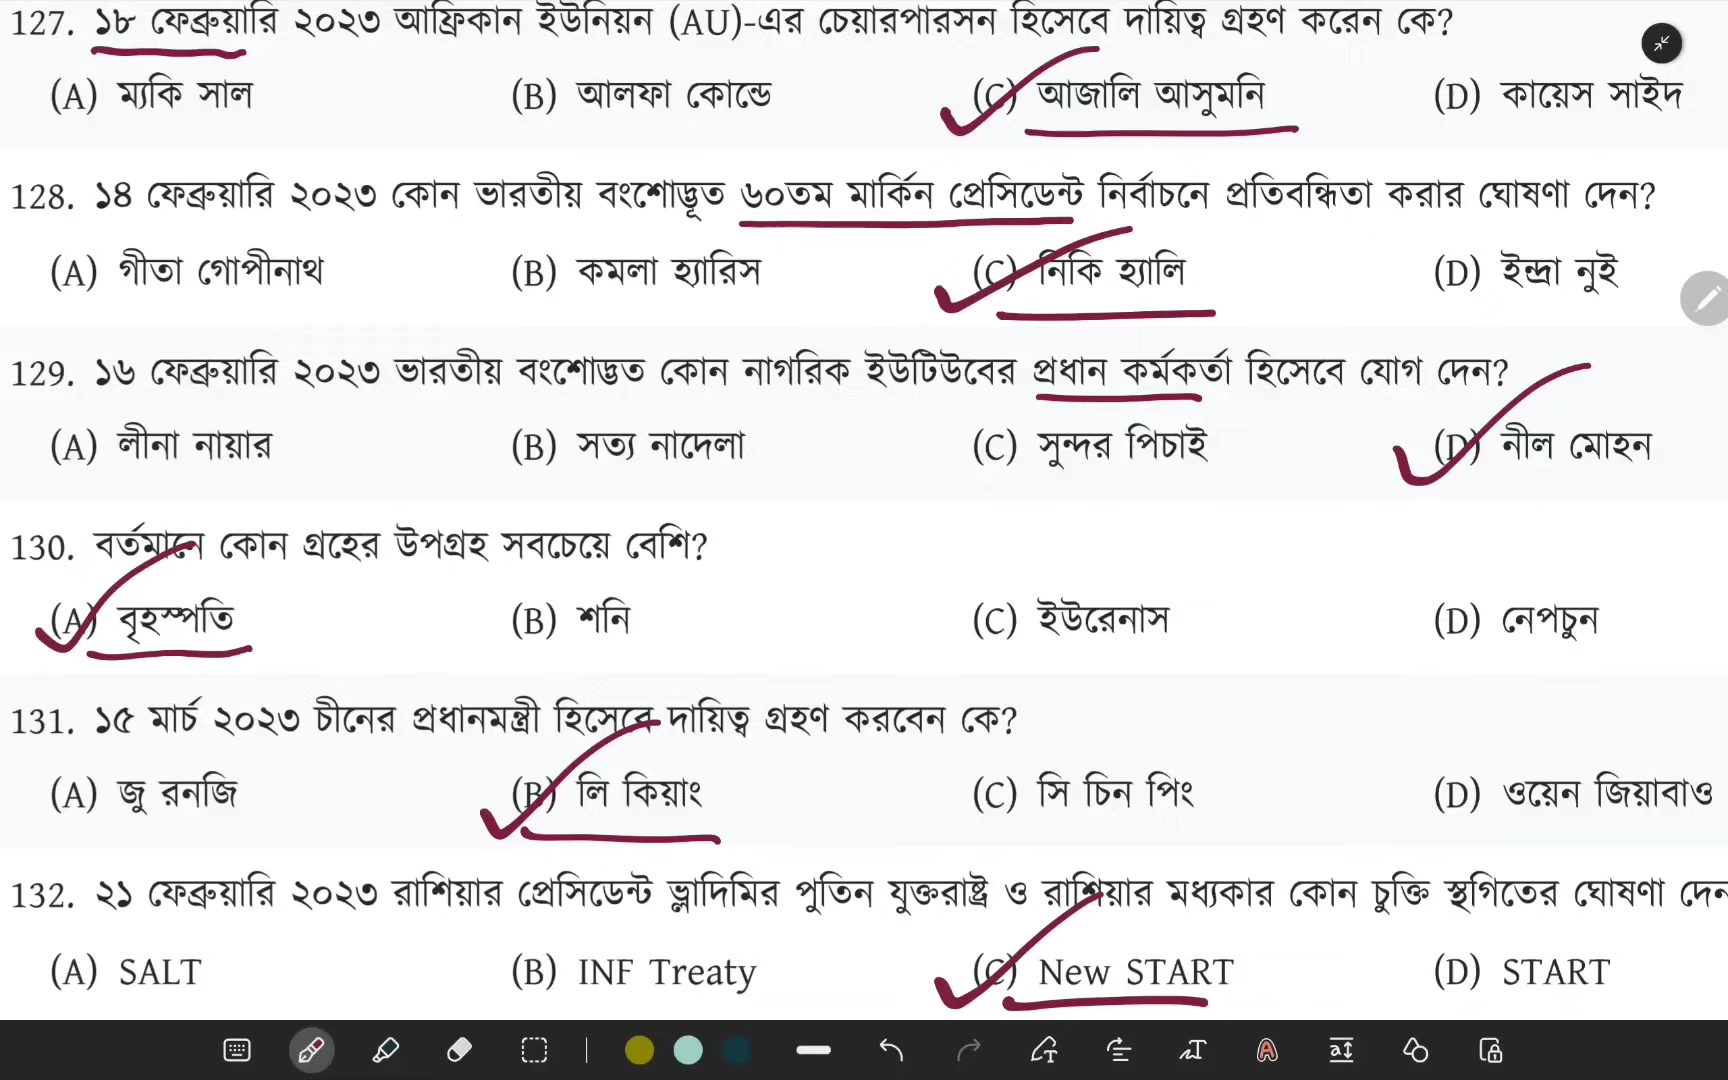 127. ১৮ ফেব্রুয়ারি ২০২৩ আফ্রিকান ইউনিয়ন (AU)-এর চেয়ারপারসন হিসেবে দায়িত্ব গ্রহণ করেন কে?
(A) ম্যকি সাল (B) আলফা কোন্ডে (C) আজালি আসুমনি (D) কায়েস সাইদ
128. ১৪ ফেব্রুয়ারি ২০২৩ কোন ভারতীয় বংশোদ্ভূত ৬০তম মার্কিন প্রেসিডেন্ট নির্বাচনে প্রতিবন্ধিতা করার ঘোষণা দেন?
(A) গীতা গোপীনাথ (B) কমলা হ্যারিস (C) নিকি হ্যালি (D) ইন্দ্রা নুই
129. ১৬ ফেব্রুয়ারি ২০২৩ ভারতীয় বংশোদ্ভত কোন নাগরিক ইউটিউবের প্রধান কর্মকর্তা হিসেবে যোগ দেন?
(A) লীনা নায়ার (B) সত্য নাদেলা (C) সুন্দর পিচাই (D) নীল মোহন
130. বর্তমানে কোন গ্রহের উপগ্রহ সবচেয়ে বেশি?
(A) বৃহস্পতি (B) শনি (C) ইউরেনাস (D) নেপচুন
131. ১৫ মার্চ ২০২৩ চীনের প্রধানমন্ত্রী হিসেবে দায়িত্ব গ্রহণ করবেন কে?
(A) জু রনজি (B) লি কিয়াং (C) সি চিন পিং (D) ওয়েন জিয়াবাও
132. ২১ ফেব্রুয়ারি ২০২৩ রাশিয়ার প্রেসিডেন্ট ভ্লাদিমির পুতিন যুক্তরাষ্ট্র ও রাশিয়ার মধ্যকার কোন চুক্তি স্থগিতের ঘোষণা দেন
(A) SALT (B) INF Treaty (C) New START (D) START